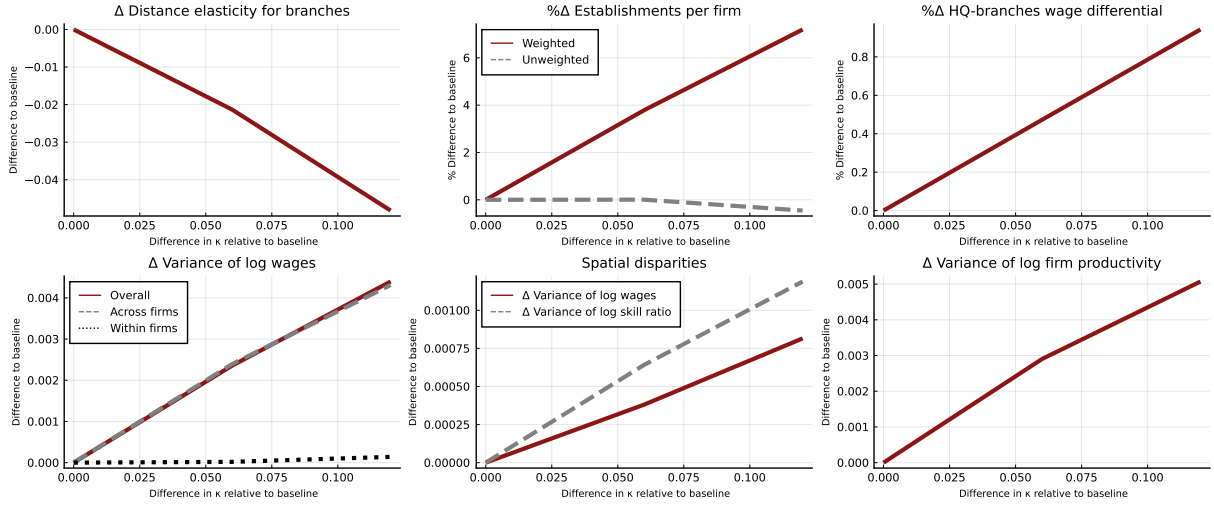 Δ Distance elasticity for branches
Difference to baseline
0.00
−0.01
−0.02
−0.03
−0.04
0.000 0.025 0.050 0.075 0.100
Difference in κ relative to baseline
%Δ Establishments per firm
% Difference to baseline
Weighted
Unweighted
6
4
2
0
0.000 0.025 0.050 0.075 0.100
Difference in κ relative to baseline
%Δ HQ-branches wage differential
% Difference to baseline
0.8
0.6
0.4
0.2
0.0
0.000 0.025 0.050 0.075 0.100
Difference in κ relative to baseline
Δ Variance of log wages
Difference to baseline
Overall
Across firms
Within firms
0.004
0.003
0.002
0.001
0.000
0.000 0.025 0.050 0.075 0.100
Difference in κ relative to baseline
Spatial disparities
Difference to baseline
Δ Variance of log wages
Δ Variance of log skill ratio
0.00100
0.00075
0.00050
0.00025
0.00000
0.000 0.025 0.050 0.075 0.100
Difference in κ relative to baseline
Δ Variance of log firm productivity
Difference to baseline
0.005
0.004
0.003
0.002
0.001
0.000
0.000 0.025 0.050 0.075 0.100
Difference in κ relative to baseline